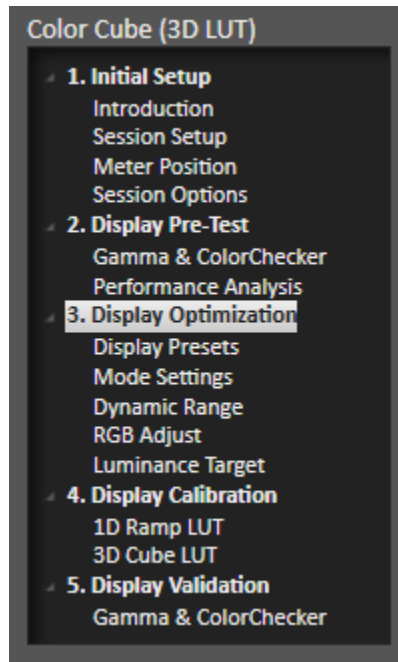 Color Cube (3D LUT)
1. Initial Setup
Introduction
Session Setup
Meter Position
Session Options
2. Display Pre-Test
Gamma & ColorChecker
Performance Analysis
3. Display Optimization
Display Presets
Mode Settings
Dynamic Range
RGB Adjust
Luminance Target
4. Display Calibration
1D Ramp LUT
3D Cube LUT
5. Display Validation
Gamma & ColorChecker